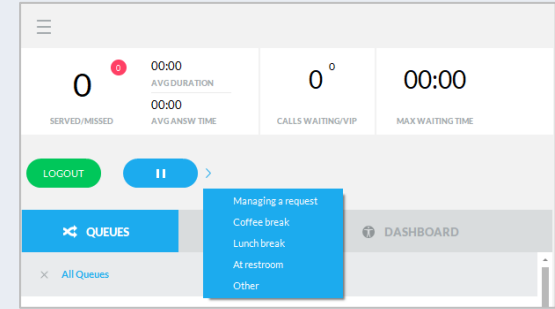 0
0
SERVED/MISSED
00:00
AVG DURATION
00:00
AVG ANSW TIME
0
0
CALLS WAITING/VIP
00:00
MAX WAITING TIME
LOGOUT
Managing a request
Coffee break
Lunch break
At restroom
Other
QUEUES
DASHBOARD
All Queues